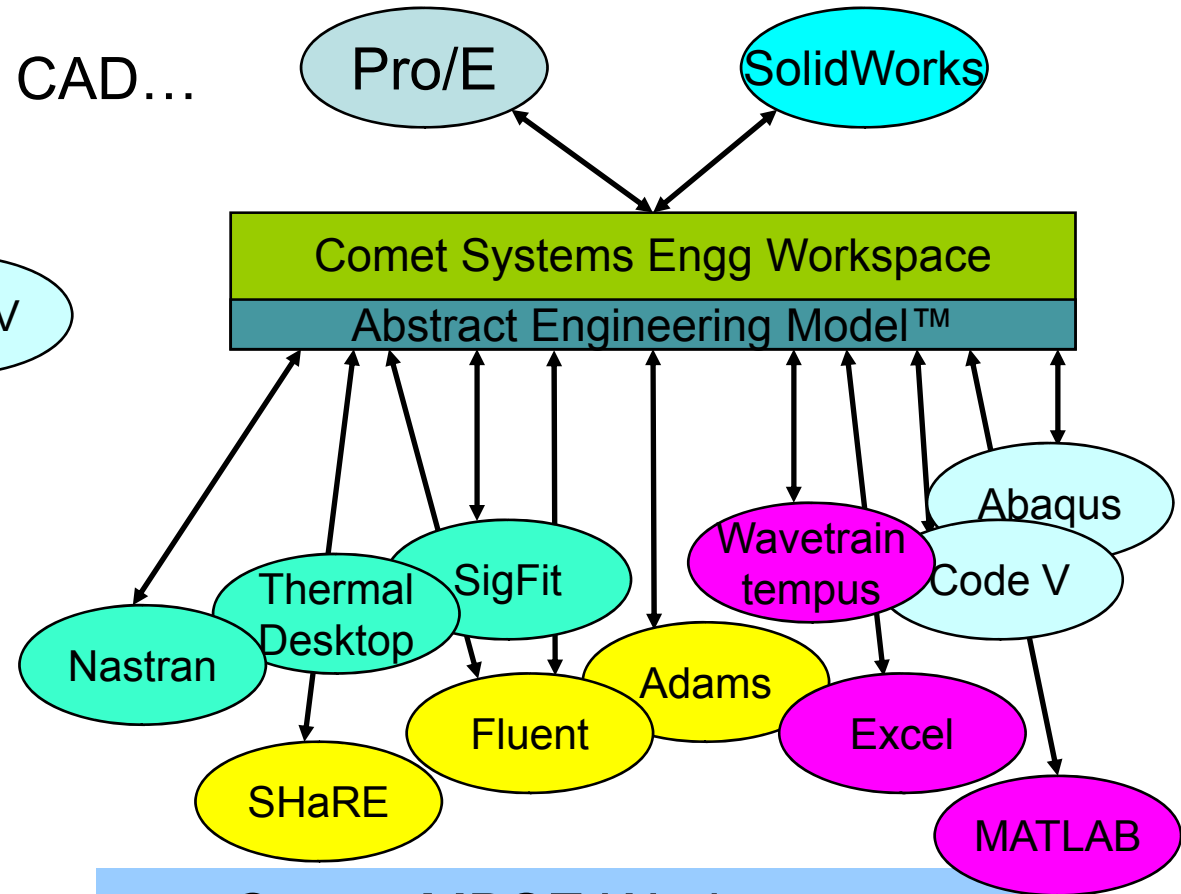 CAD…
Pro/E
SolidWorks
Comet Systems Engg Workspace
V
Abstract Engineering Model™
Abaqus
Wavetrain
tempus
Code V
SigFit
Thermal
Desktop
Nastran
Adams
Fluent
Excel
SHaRE
MATLAB